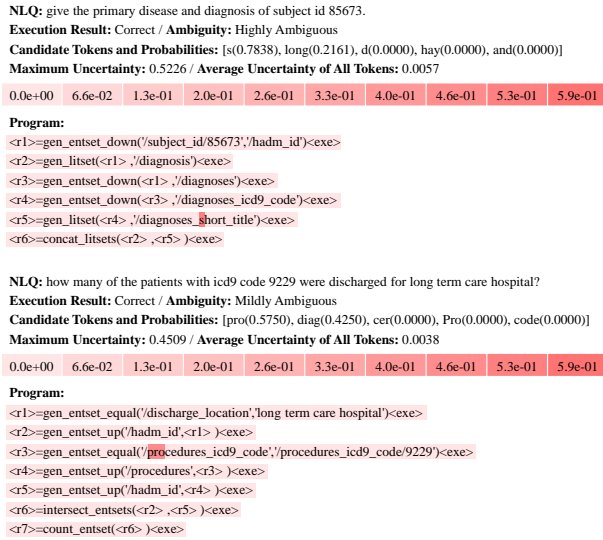 NLQ: give the primary disease and diagnosis of subject id 85673.
Execution Result: Correct / Ambiguity: Highly Ambiguous
Candidate Tokens and Probabilities: [s(0.7838), long(0.2161), d(0.0000), hay(0.0000), and(0.0000)]
Maximum Uncertainty: 0.5226 / Average Uncertainty of All Tokens: 0.0057
0.0e+00 6.6e-02 1.3e-01 2.0e-01 2.6e-01 3.3e-01 4.0e-01 4.6e-01 5.3e-01 5.9e-01
Program:
<r1>=gen_entset_down('/subject_id/85673','/hadm_id')<exe>
<r2>=gen_litset(<r1> ,'/diagnosis')<exe>
<r3>=gen_entset_down(<r1> ,'/diagnoses')<exe>
<r4>=gen_entset_down(<r3> ,'/diagnoses_icd9_code')<exe>
<r5>=gen_litset(<r4> ,'/diagnoses_short_title')<exe>
<r6>=concat_litsets(<r2> ,<r5> )<exe>
NLQ: how many of the patients with icd9 code 9229 were discharged for long term care hospital?
Execution Result: Correct / Ambiguity: Mildly Ambiguous
Candidate Tokens and Probabilities: [pro(0.5750), diag(0.4250), cer(0.0000), Pro(0.0000), code(0.0000)]
Maximum Uncertainty: 0.4509 / Average Uncertainty of All Tokens: 0.0038
0.0e+00 6.6e-02 1.3e-01 2.0e-01 2.6e-01 3.3e-01 4.0e-01 4.6e-01 5.3e-01 5.9e-01
Program:
<r1>=gen_entset_equal('/discharge_location','long term care hospital')<exe>
<r2>=gen_entset_up('/hadm_id',<r1> )<exe>
<r3>=gen_entset_equal('/procedures_icd9_code','/procedures_icd9_code/9229')<exe>
<r4>=gen_entset_up('/procedures',<r3> )<exe>
<r5>=gen_entset_up('/hadm_id',<r4> )<exe>
<r6>=intersect_entsets(<r2> ,<r5> )<exe>
<r7>=count_entset(<r6> )<exe>